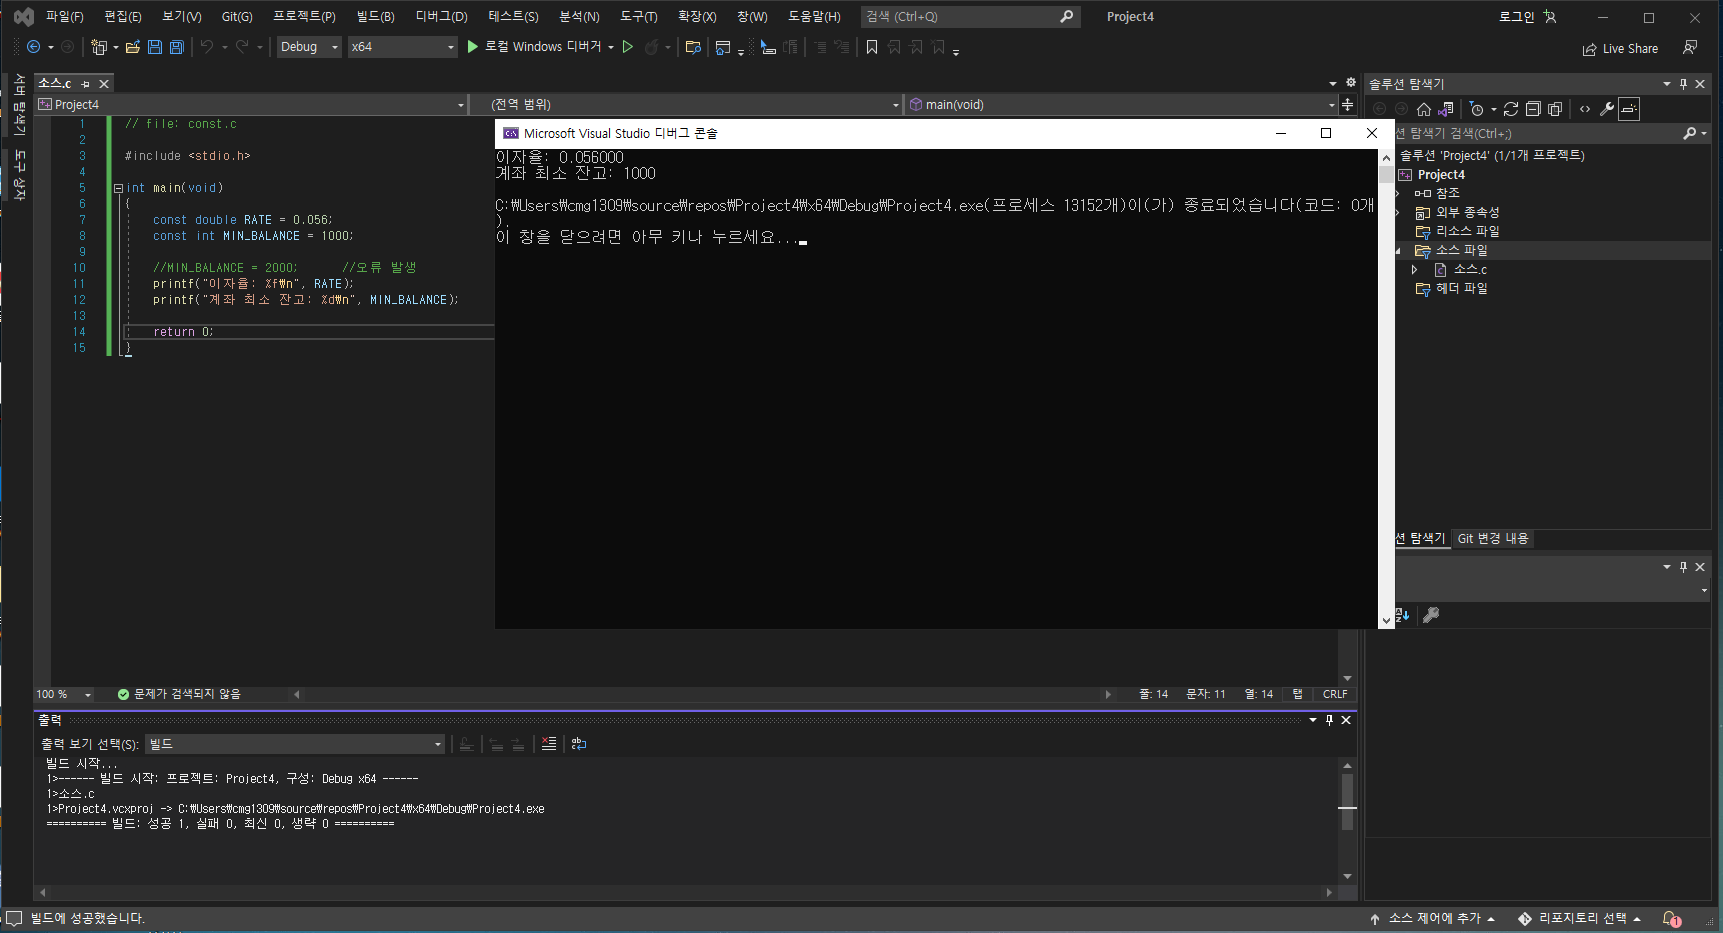 파일(F) 편집(E) 보기(V) Git(G) 프로젝트(P) 빌드(B) 디버그(D) 테스트(S) 분석(N) 도구(T) 확장(X) 창(W) 도움말(H) 검색 (Ctrl+Q) Project4 로그인
Debug x64 로컬 Windows 디버거 Live Share
서버 탐색기
도구 상자
소스.c
Project4 (전역 범위) main(void)
1 // file: const.c
2
3 #include <stdio.h>
4
5 int main(void)
6 {
7 const double RATE = 0.056;
8 const int MIN_BALANCE = 1000;
9
10 //MIN_BALANCE = 2000; //오류 발생
11 printf("이자율: %f₩n", RATE);
12 printf("계좌 최소 잔고: %d₩n", MIN_BALANCE);
13
14 return 0;
15 }
Microsoft Visual Studio 디버그 콘솔
이자율: 0.056000
계좌 최소 잔고: 1000
C:₩Users₩cmg1309₩source₩repos₩Project4₩x64₩Debug₩Project4.exe(프로세스 13152개)이(가) 종료되었습니다(코드: 0개
).
이 창을 닫으려면 아무 키나 누르세요...
솔루션 탐색기
션 탐색기 검색(Ctrl+;)
솔루션 'Project4' (1/1개 프로젝트)
Project4
참조
외부 종속성
리소스 파일
소스 파일
소스.c
헤더 파일
션 탐색기 Git 변경 내용
100 % 문제가 검색되지 않음 줄: 14 문자: 11 열: 14 탭 CRLF
출력
출력 보기 선택(S): 빌드
빌드 시작...
1>------ 빌드 시작: 프로젝트: Project4, 구성: Debug x64 ------
1>소스.c
1>Project4.vcxproj -> C:₩Users₩cmg1309₩source₩repos₩Project4₩x64₩Debug₩Project4.exe
========== 빌드: 성공 1, 실패 0, 최신 0, 생략 0 ==========
빌드에 성공했습니다. 소스 제어에 추가 리포지토리 선택 1